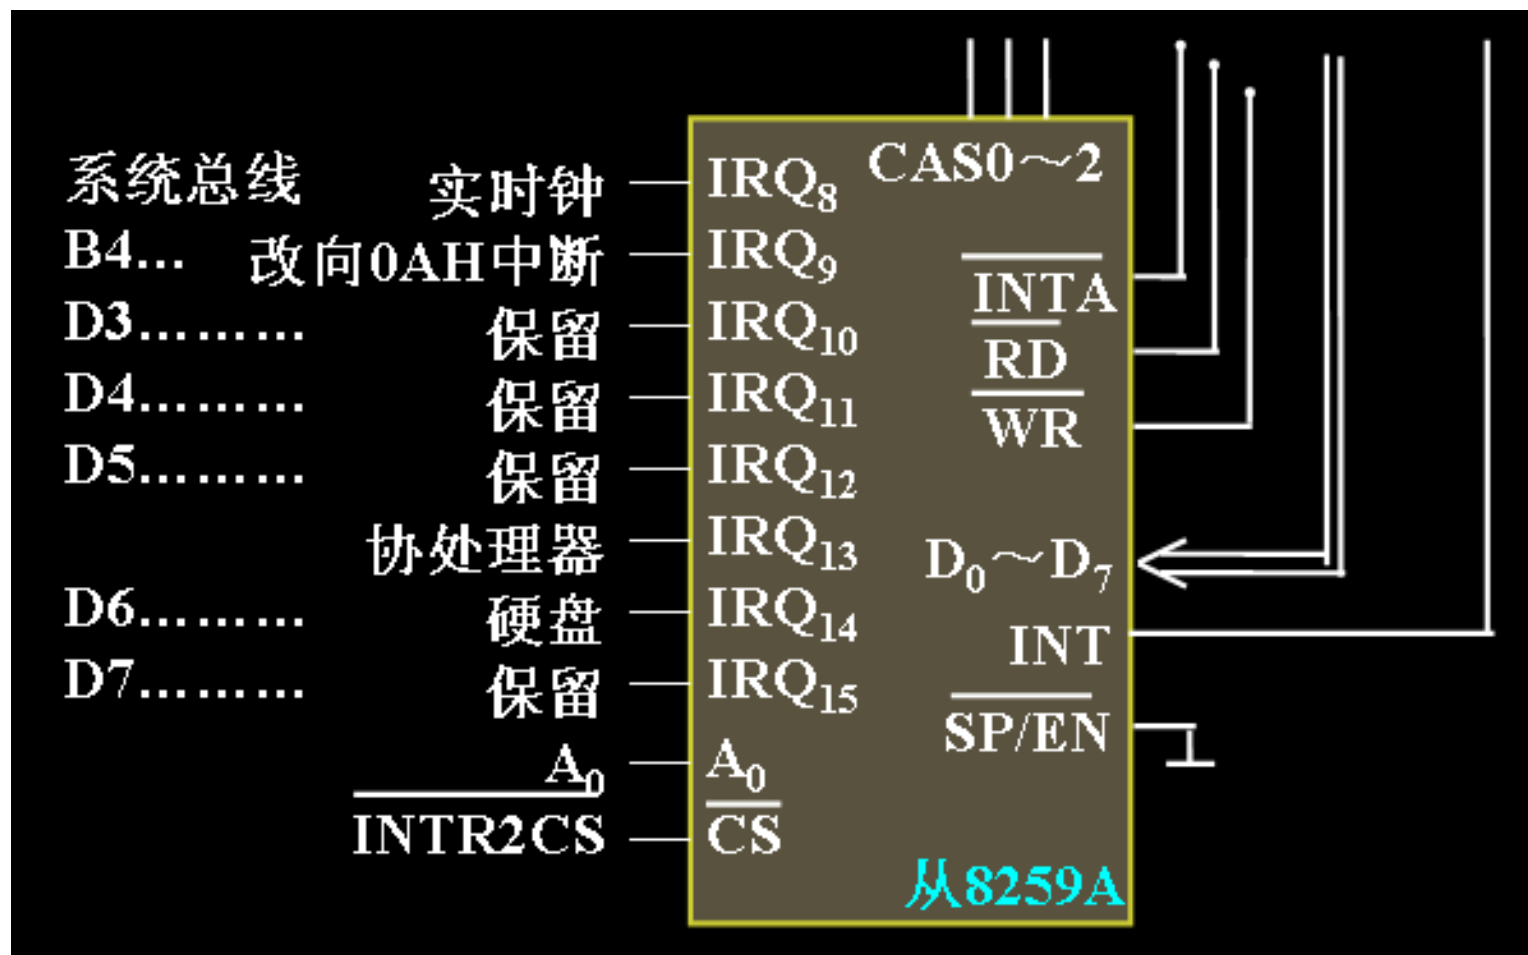 系统总线 实时钟 IRQ8 CAS0～2
B4... 改向0AH中断 IRQ9
INTA
D3......... 保留 IRQ10
RD
D4......... 保留 IRQ11
WR
D5......... 保留 IRQ12
协处理器 IRQ13 D0～D7
D6......... 硬盘 IRQ14
INT
D7......... 保留 IRQ15
SP/EN
A0 A0
INTR2CS CS
从8259A